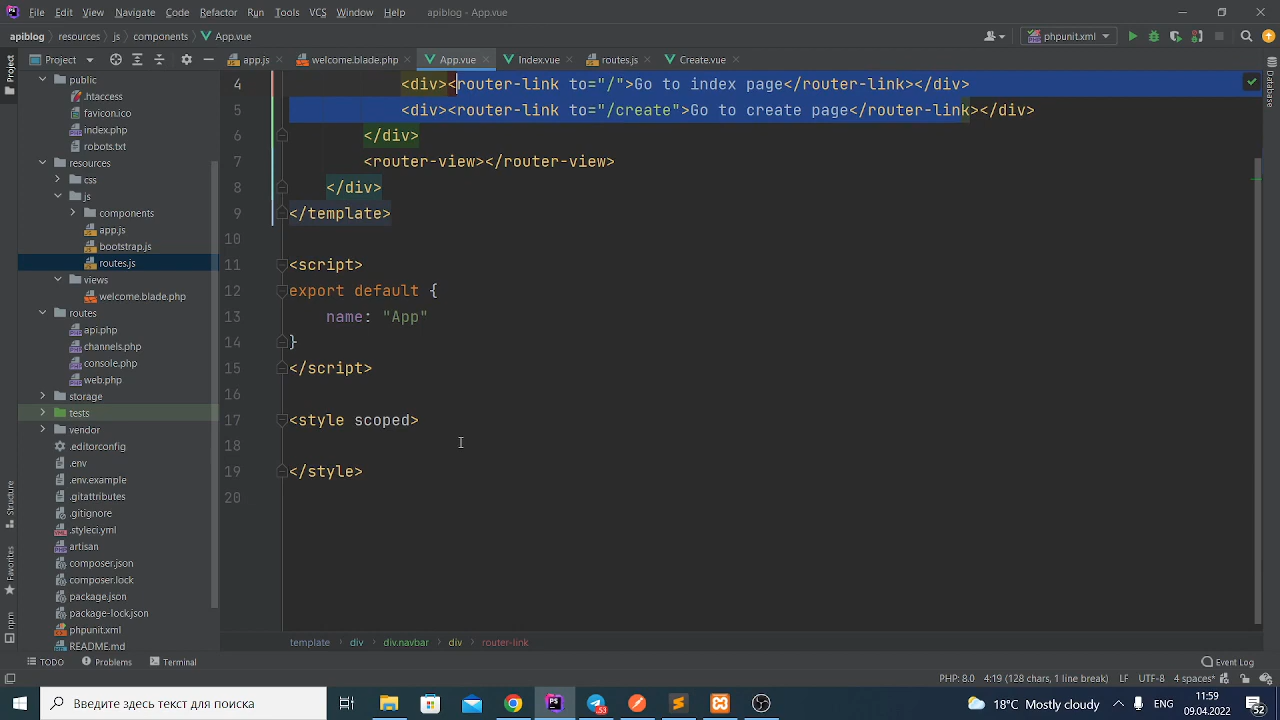 File Edit View Navigate Code Refactor Run Tools VCS Window Help apiblog - App.vue
apiblog resources js components App.vue phpunit.xml
Project app.js welcome.blade.php App.vue Index.vue routes.js Create.vue
Project
Database
Structure
Favorites
npm
public
.htaccess
favicon.ico
index.php
robots.txt
resources
css
js
components
app.js
bootstrap.js
routes.js
views
welcome.blade.php
routes
api.php
channels.php
console.php
web.php
storage
tests
vendor
.editorconfig
.env
.env.example
.gitattributes
.gitignore
.styleci.yml
artisan
composer.json
composer.lock
package.json
package-lock.json
phpunit.xml
README.md
4 <div><router-link to="/">Go to index page</router-link></div>
5 <div><router-link to="/create">Go to create page</router-link></div>
6 </div>
7 <router-view></router-view>
8 </div>
9 </template>
10
11 <script>
12 export default {
13 name: "App"
14 }
15 </script>
16
17 <style scoped>
18
19 </style>
20
template div div.navbar div router-link
TODO Problems Terminal Event Log
PHP: 8.0 4:19 (128 chars, 1 line break) LF UTF-8 4 spaces
Введите здесь текст для поиска 53 18°C Mostly cloudy ENG 11:59
09.04.2022 52